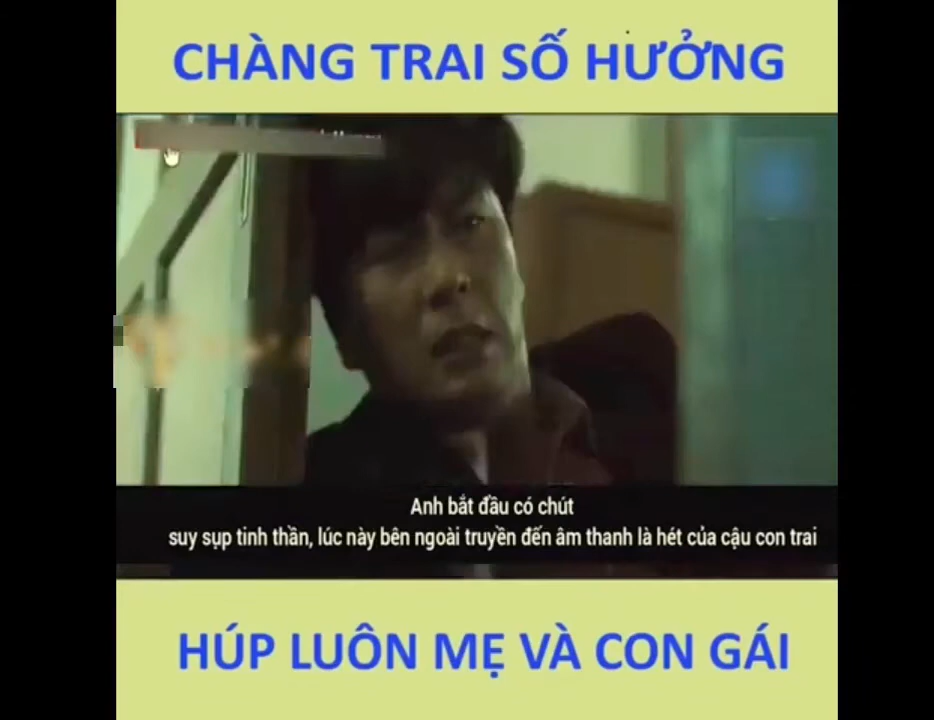 CHÀNG TRAI SỐ HƯỞNG
Anh bắt đầu có chút
suy sụp tinh thần, lúc này bên ngoài truyền đến âm thanh la hét của cậu con trai
HÚP LUÔN MẸ VÀ CON GÁI